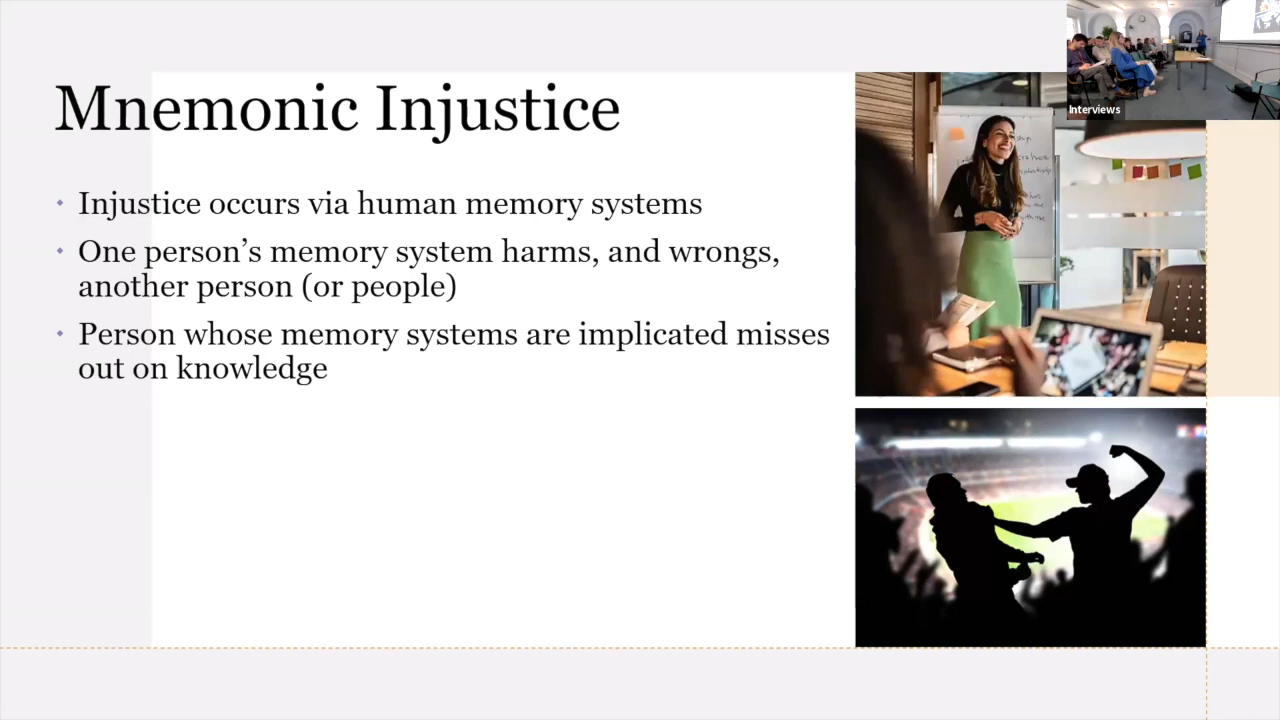 Mnemonic Injustice
Interviews
Injustice occurs via human memory systems
One person’s memory system harms, and wrongs,
another person (or people)
Person whose memory systems are implicated misses
out on knowledge